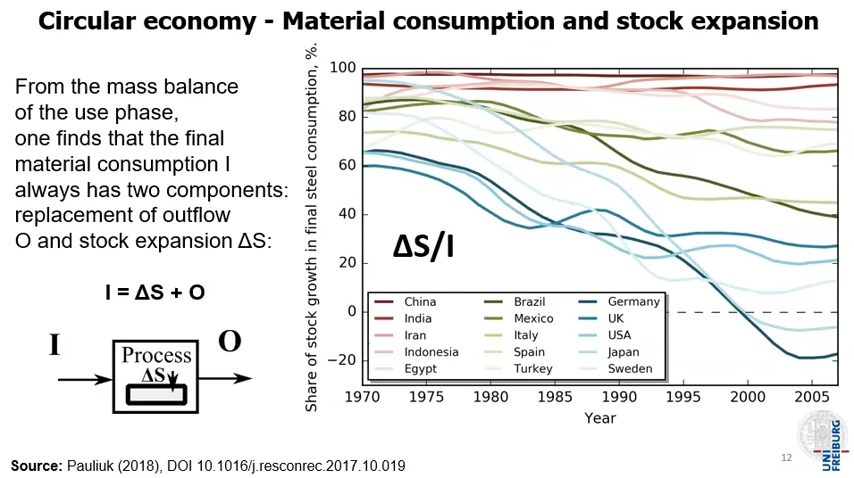 Circular economy - Material consumption and stock expansion
From the mass balance
of the use phase,
one finds that the final
material consumption I
always has two components:
replacement of outflow
O and stock expansion ΔS:
I = ΔS + O
I
Process
ΔS
O
Share of stock growth in final steel consumption, %.
100
80
60
40
20
0
−20
ΔS/I
China
India
Iran
Indonesia
Egypt
Brazil
Mexico
Italy
Spain
Turkey
Germany
UK
USA
Japan
Sweden
1970
1975
1980
1985
1990
1995
2000
2005
Year
Source: Pauliuk (2018), DOI 10.1016/j.resconrec.2017.10.019
12
UNI
FREIBURG